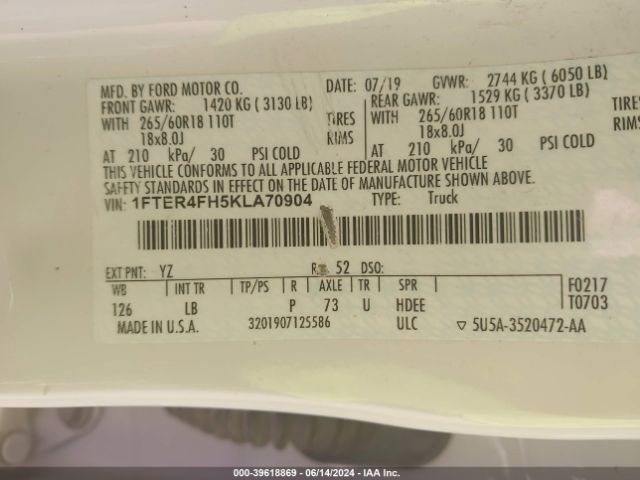 MFD. BY FORD MOTOR CO.
DATE: 07/19 GVWR: 2744 KG ( 6050 LB)
FRONT GAWR: 1420 KG ( 3130 LB)
REAR GAWR: 1529 KG ( 3370 LB)
WITH 265/60R18 110T TIRES
WITH 265/60R18 110T TIRES
18x8.0J RIMS
18x8.0J RIMS
AT 210 kPa/ 30 PSI COLD
AT 210 kPa/ 30 PSI COLD
THIS VEHICLE CONFORMS TO ALL APPLICABLE FEDERAL MOTOR VEHICLE
SAFETY STANDARDS IN EFFECT ON THE DATE OF MANUFACTURE SHOWN ABOVE.
VIN: 1FTER4FH5KLA70904 TYPE: Truck
EXT PNT: YZ 52 DSO:
WB INT TR TP/PS R AXLE TR SPR F0217
126 LB P 73 U HDEE T0703
MADE IN U.S.A. 3201907125586 ULC 5U5A-3520472-AA
000-39618869 - 06/14/2024 - IAA Inc.